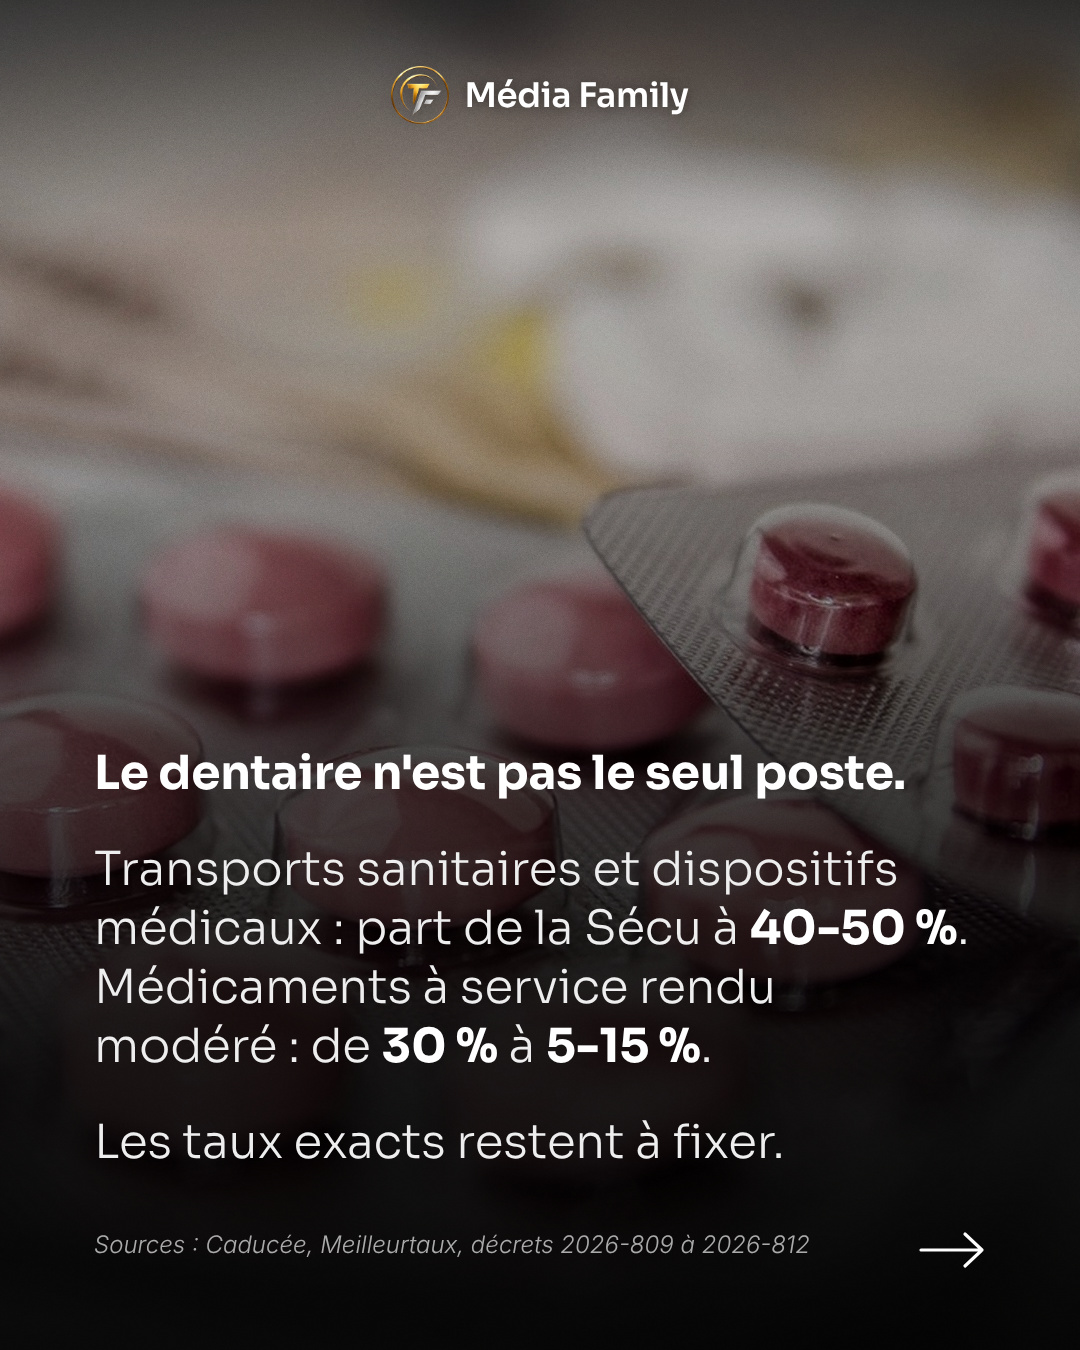 TF Média Family
Le dentaire n'est pas le seul poste.
Transports sanitaires et dispositifs
médicaux : part de la Sécu à 40-50 %.
Médicaments à service rendu
modéré : de 30 % à 5-15 %.
Les taux exacts restent à fixer.
Sources : Caducée, Meilleurtaux, décrets 2026-809 à 2026-812